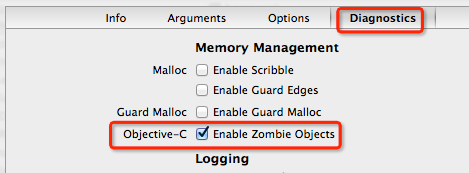 Info Arguments Options Diagnostics
Memory Management
Malloc Enable Scribble
Enable Guard Edges
Guard Malloc Enable Guard Malloc
Objective-C Enable Zombie Objects
Logging